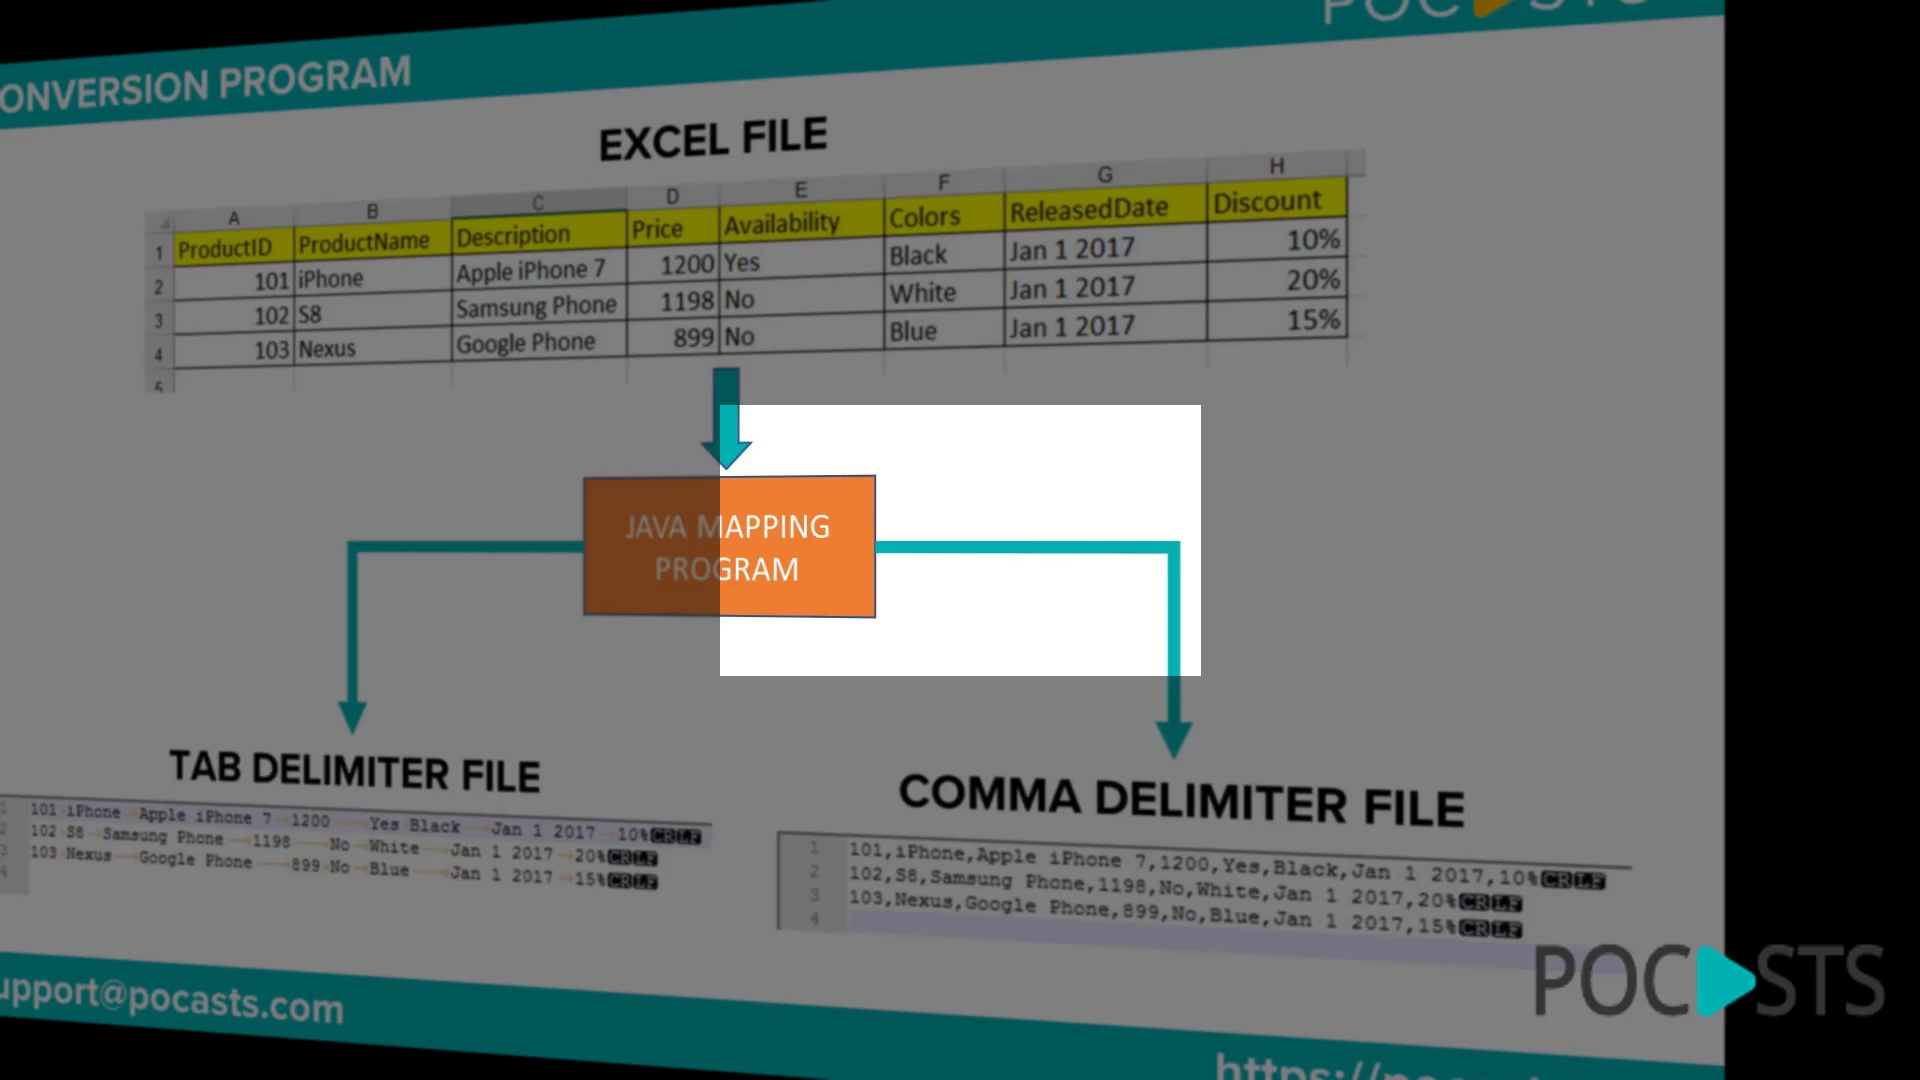 POCASTS
ONVERSION PROGRAM
EXCEL FILE
A B C D E F G H
1 ProductID ProductName Description Price Availability Colors ReleasedDate Discount
2 101 iPhone Apple iPhone 7 1200 Yes Black Jan 1 2017 10%
3 102 S8 Samsung Phone 1198 No White Jan 1 2017 20%
4 103 Nexus Google Phone 899 No Blue Jan 1 2017 15%
5
JAVA MAPPING
PROGRAM
TAB DELIMITER FILE
1 101 iPhone Apple iPhone 7 1200 Yes Black Jan 1 2017 10%CRLF
2 102 S8 Samsung Phone 1198 No White Jan 1 2017 20%CRLF
3 103 Nexus Google Phone 899 No Blue Jan 1 2017 15%CRLF
4
COMMA DELIMITER FILE
1 101,iPhone,Apple iPhone 7,1200,Yes,Black,Jan 1 2017,10%CRLF
2 102,S8,Samsung Phone,1198,No,White,Jan 1 2017,20%CRLF
3 103,Nexus,Google Phone,899,No,Blue,Jan 1 2017,15%CRLF
4
upport@pocasts.com
POCASTS